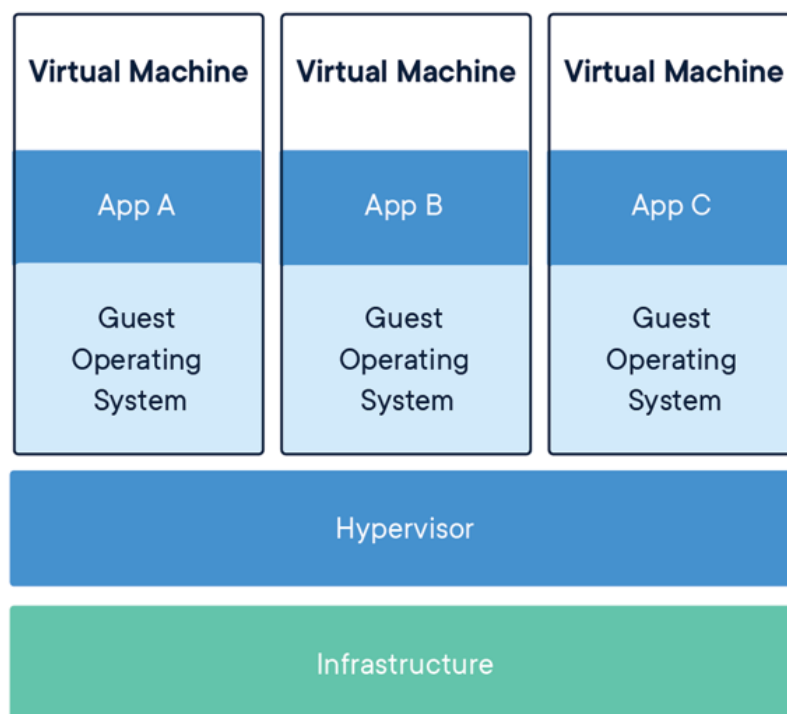 Virtual Machine
Virtual Machine
Virtual Machine
App A
App B
App C
Guest
Operating
System
Guest
Operating
System
Guest
Operating
System
Hypervisor
Infrastructure